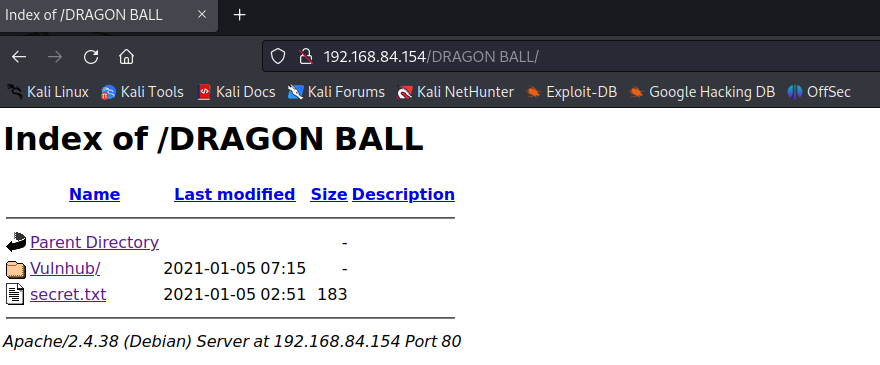 Index of /DRAGON BALL
192.168.84.154/DRAGON BALL/
Kali Linux Kali Tools Kali Docs Kali Forums Kali NetHunter Exploit-DB Google Hacking DB OffSec
Index of /DRAGON BALL
Name Last modified Size Description
Parent Directory -
Vulnhub/ 2021-01-05 07:15 -
secret.txt 2021-01-05 02:51 183
Apache/2.4.38 (Debian) Server at 192.168.84.154 Port 80